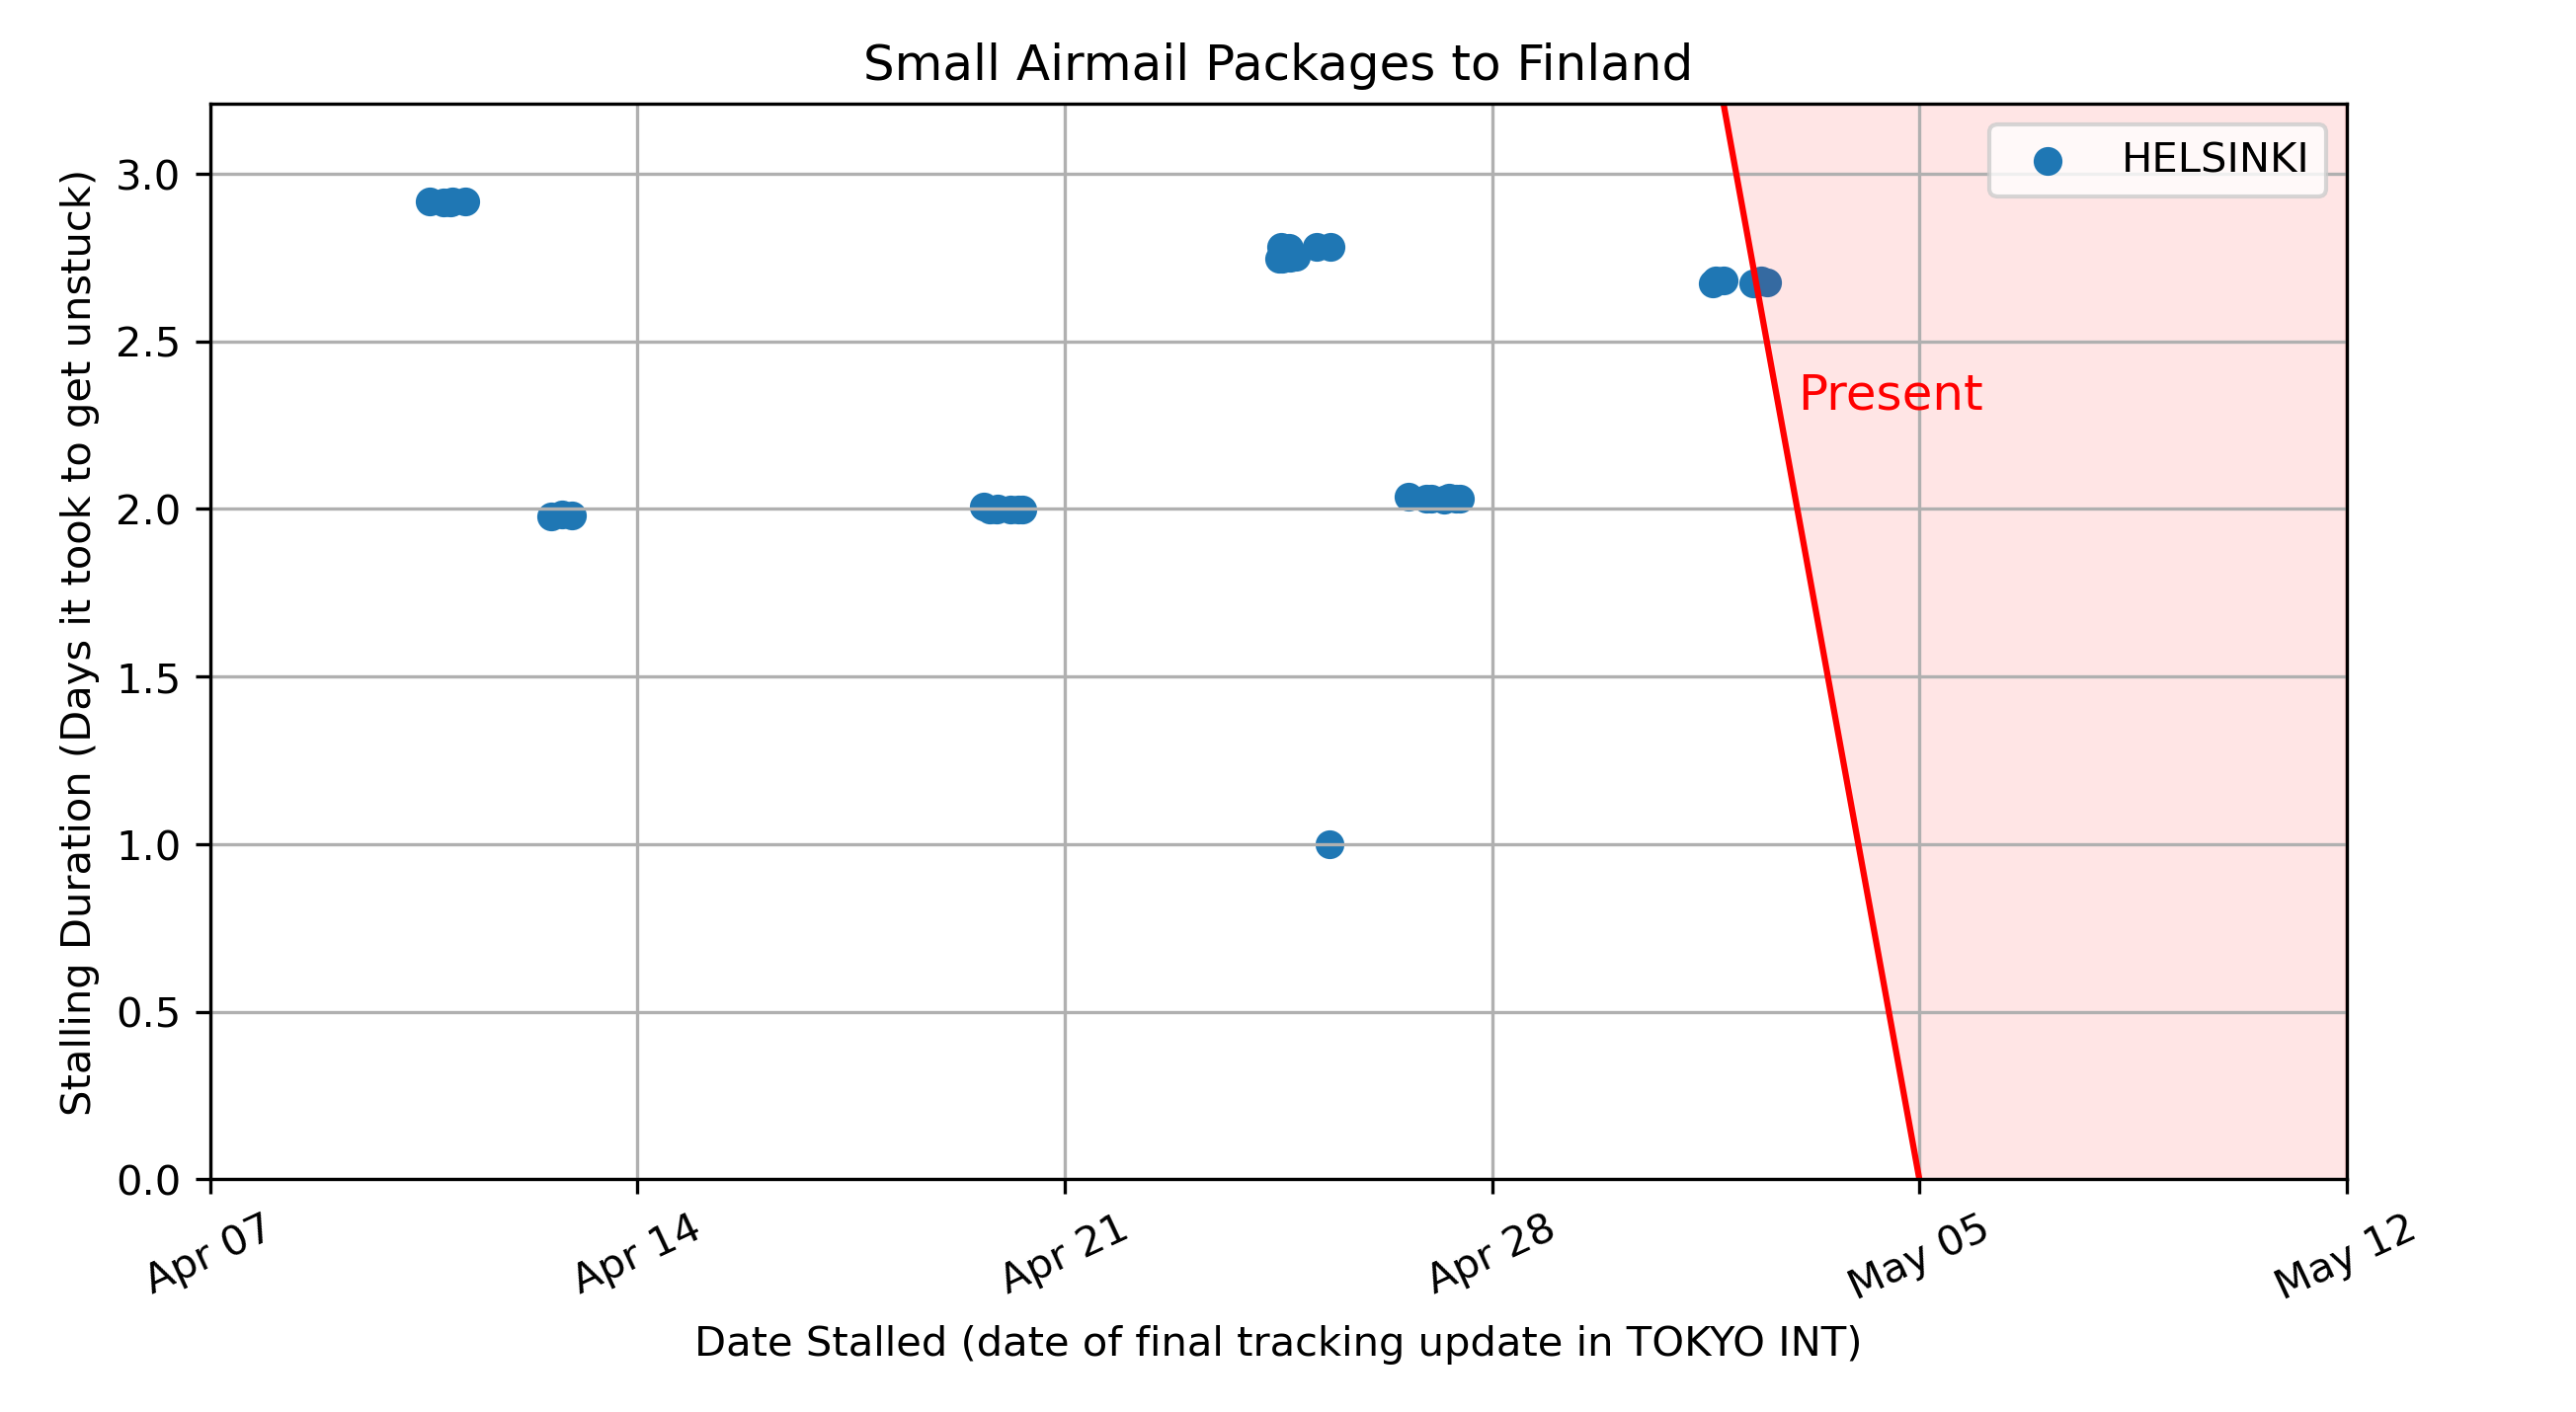 Small Airmail Packages to Finland
HELSINKI
Present
Stalling Duration (Days it took to get unstuck)
3.0
2.5
2.0
1.5
1.0
0.5
0.0
Apr 07
Apr 14
Apr 21
Apr 28
May 05
May 12
Date Stalled (date of final tracking update in TOKYO INT)